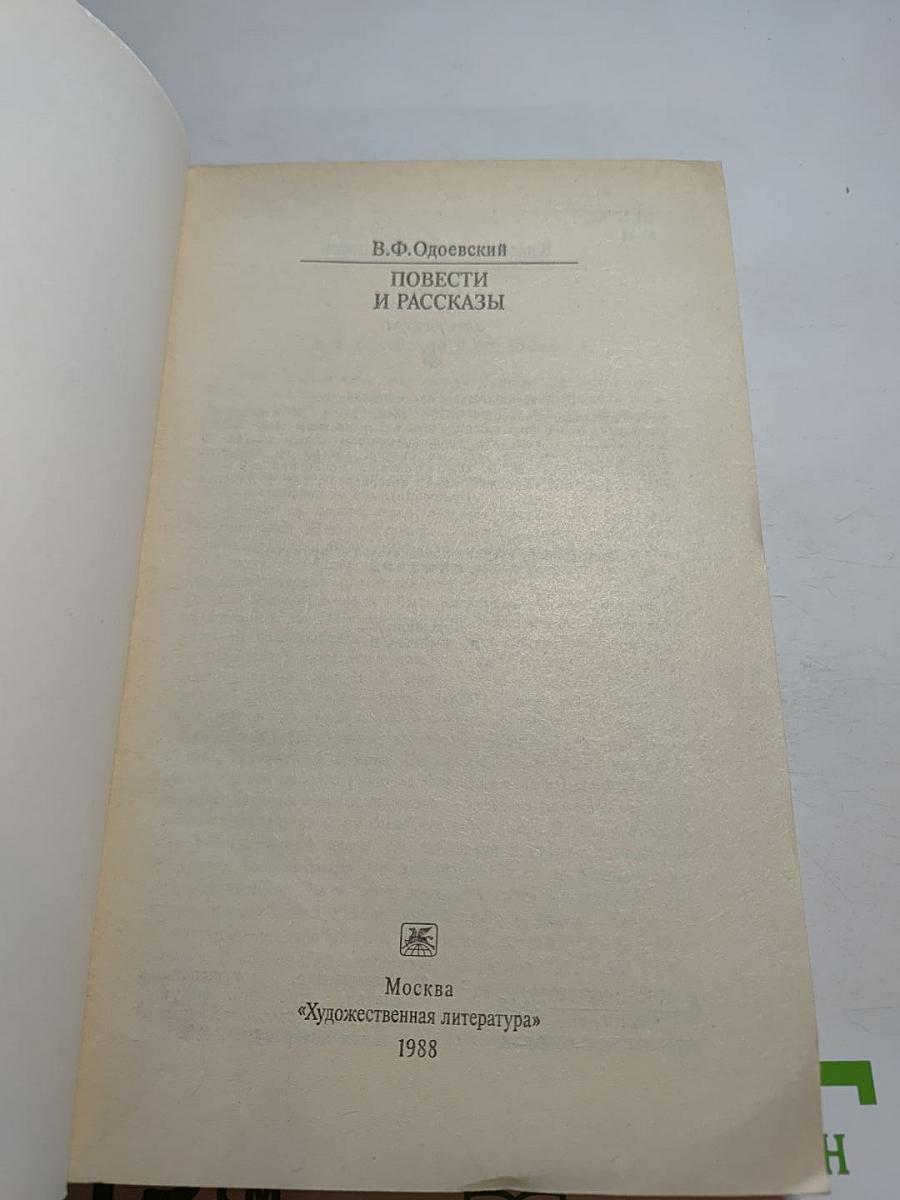 В.Ф.Одоевский
ПОВЕСТИ
И РАССКАЗЫ
Москва
«Художественная литература»
1988
Н